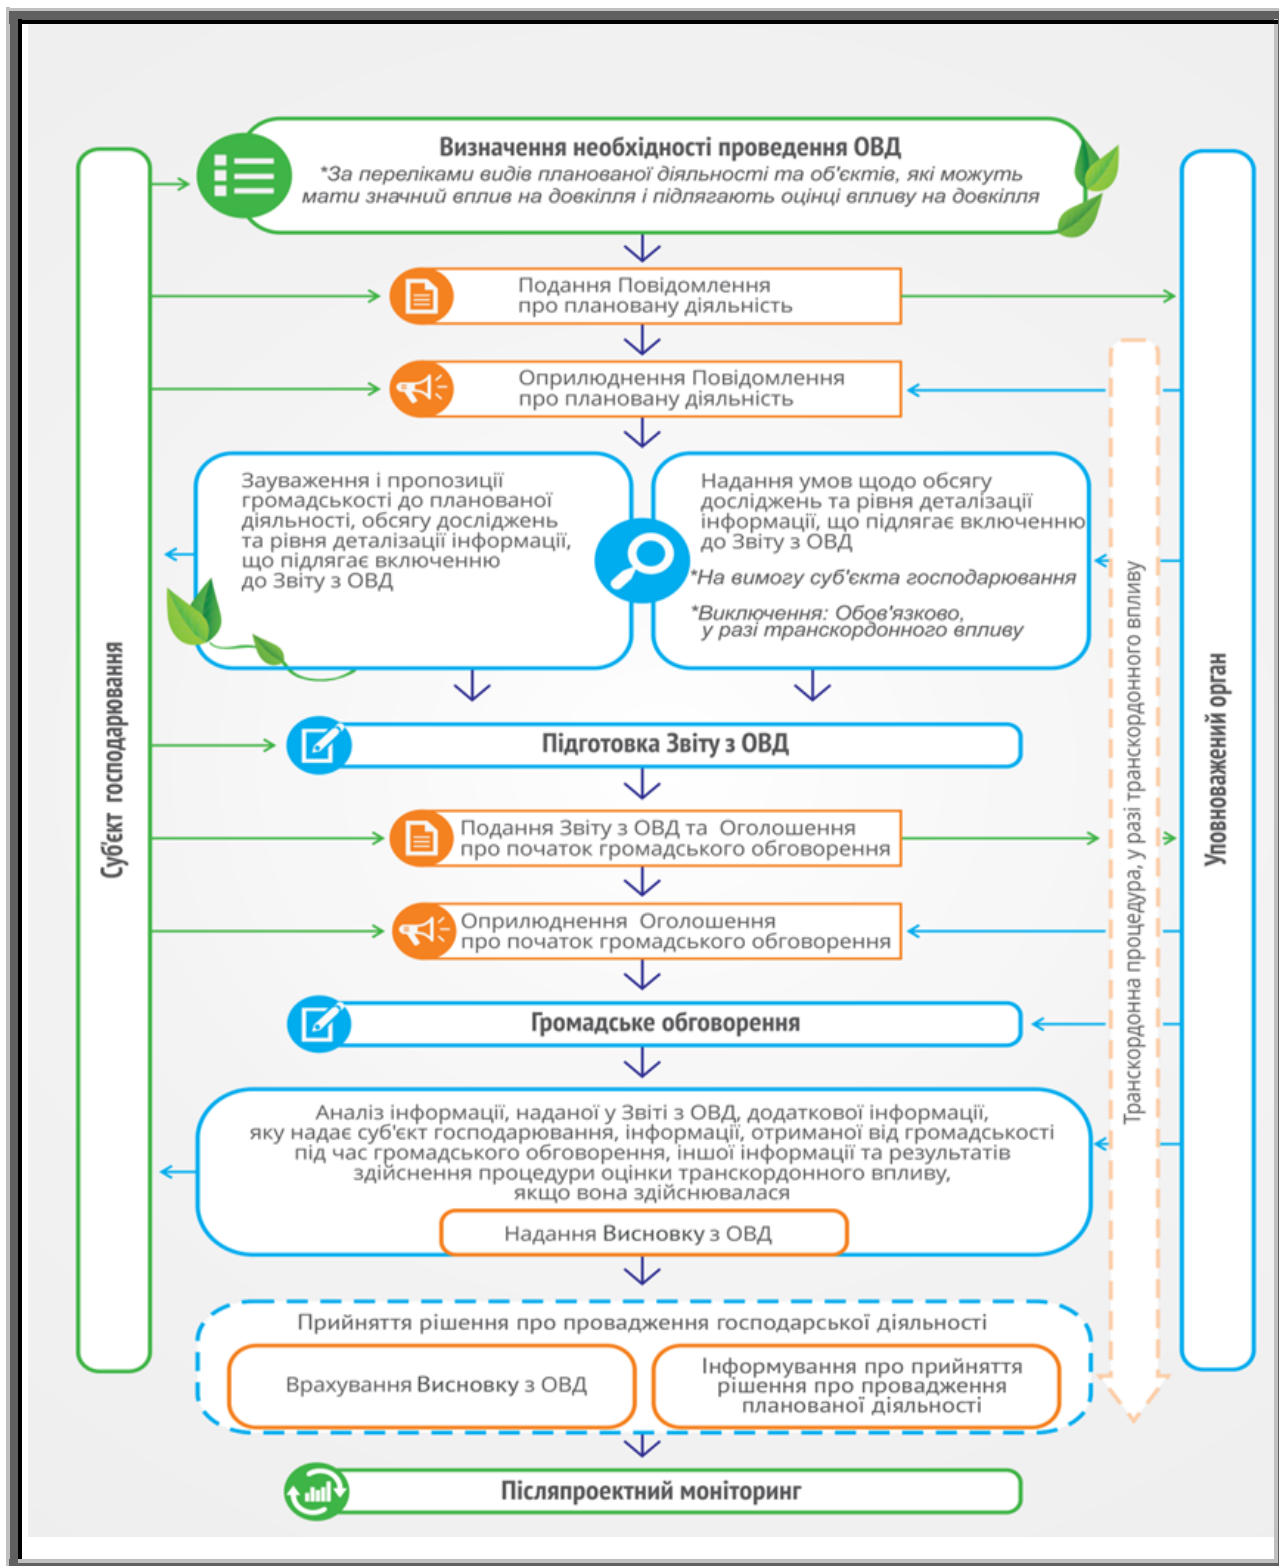 Визначення необхідності проведення ОВД
*За переліками видів планованої діяльності та об'єктів, які можуть
мати значний вплив на довкілля і підлягають оцінці впливу на довкілля
Подання Повідомлення
про плановану діяльність
Оприлюднення Повідомлення
про плановану діяльність
Зауваження і пропозиції
громадськості до планованої
діяльності, обсягу досліджень
та рівня деталізації інформації,
що підлягає включенню
до Звіту з ОВД
Надання умов щодо обсягу
досліджень та рівня деталізації
інформації, що підлягає включенню
до Звіту з ОВД
*На вимогу суб'єкта господарювання
*Виключення: Обов'язково,
у разі транскордонного впливу
Підготовка Звіту з ОВД
Подання Звіту з ОВД та Оголошення
про початок громадського обговорення
Оприлюднення Оголошення
про початок громадського обговорення
Громадське обговорення
Аналіз інформації, наданої у Звіті з ОВД, додаткової інформації,
яку надає суб'єкт господарювання, інформації, отриманої від громадськості
під час громадського обговорення, іншої інформації та результатів
здійснення процедури оцінки транскордонного впливу,
якщо вона здійснювалася
Надання Висновку з ОВД
Прийняття рішення про провадження господарської діяльності
Врахування Висновку з ОВД
Інформування про прийняття
рішення про провадження
планованої діяльності
Післяпроектний моніторинг
Суб'єкт господарювання
Транскордонна процедура, у разі транскордонного впливу
Уповноважений орган